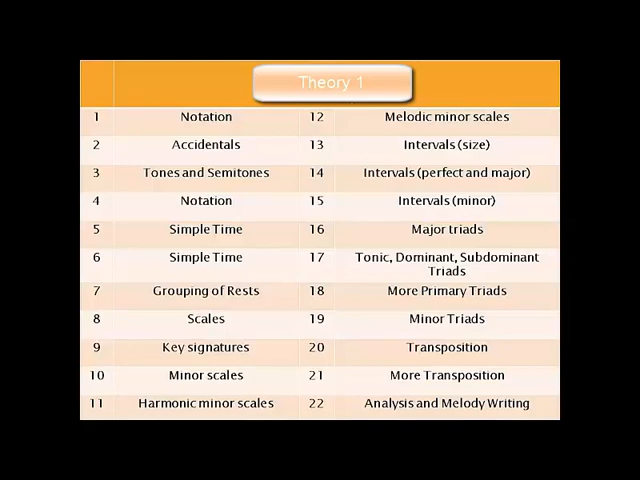 Theory 1
1 Notation 12 Melodic minor scales
2 Accidentals 13 Intervals (size)
3 Tones and Semitones 14 Intervals (perfect and major)
4 Notation 15 Intervals (minor)
5 Simple Time 16 Major triads
6 Simple Time 17 Tonic, Dominant, Subdominant
Triads
7 Grouping of Rests 18 More Primary Triads
8 Scales 19 Minor Triads
9 Key signatures 20 Transposition
10 Minor scales 21 More Transposition
11 Harmonic minor scales 22 Analysis and Melody Writing